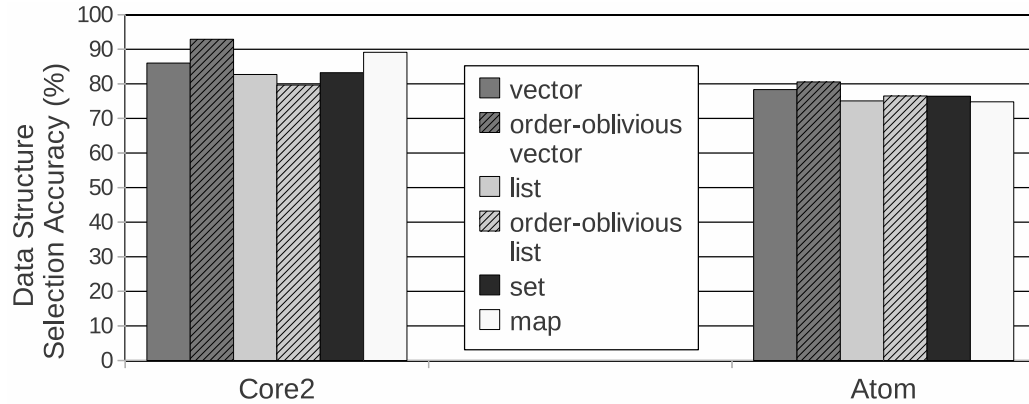 Data Structure
Selection Accuracy (%)
100
90
80
70
60
50
40
30
20
10
0
vector
order-oblivious
vector
list
order-oblivious
list
set
map
Core2
Atom